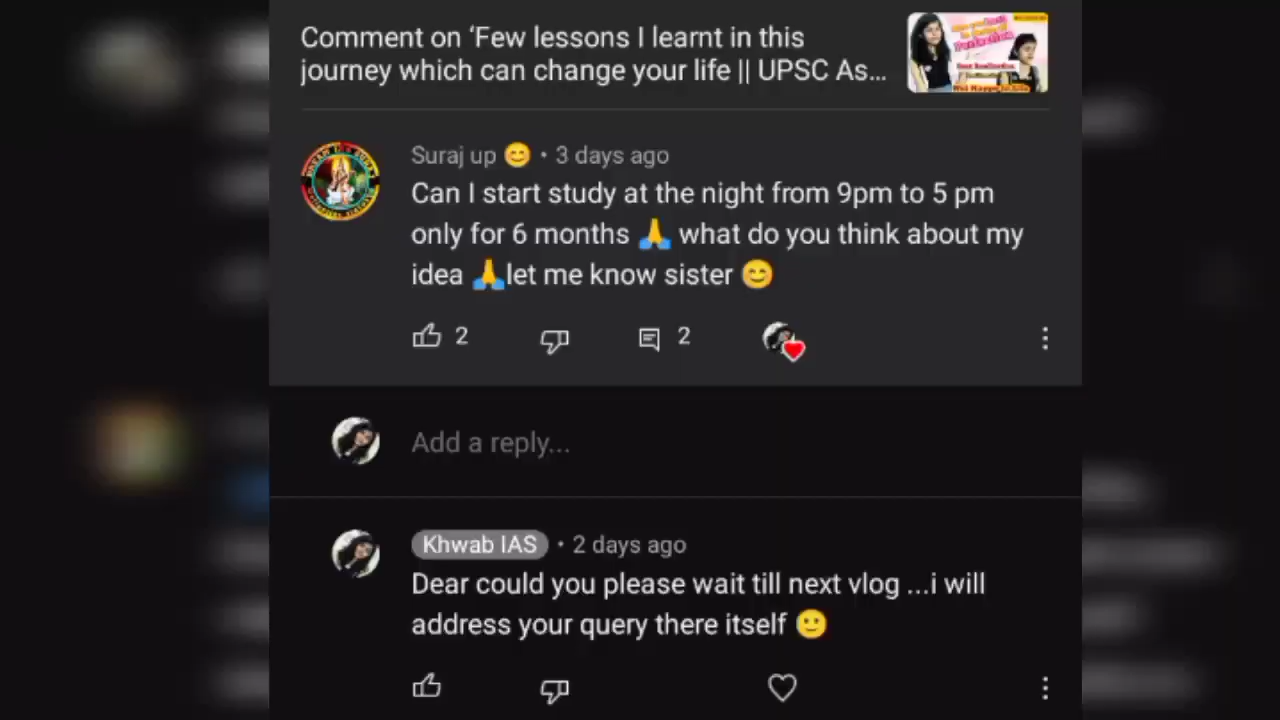 Comment on ‘Few lessons I learnt in this
journey which can change your life || UPSC As...
Suraj up 😊 • 3 days ago
Can I start study at the night from 9pm to 5 pm
only for 6 months 🙏 what do you think about my
idea 🙏let me know sister 😊
2
2
Add a reply...
Khwab IAS • 2 days ago
Dear could you please wait till next vlog ...i will
address your query there itself 🙂